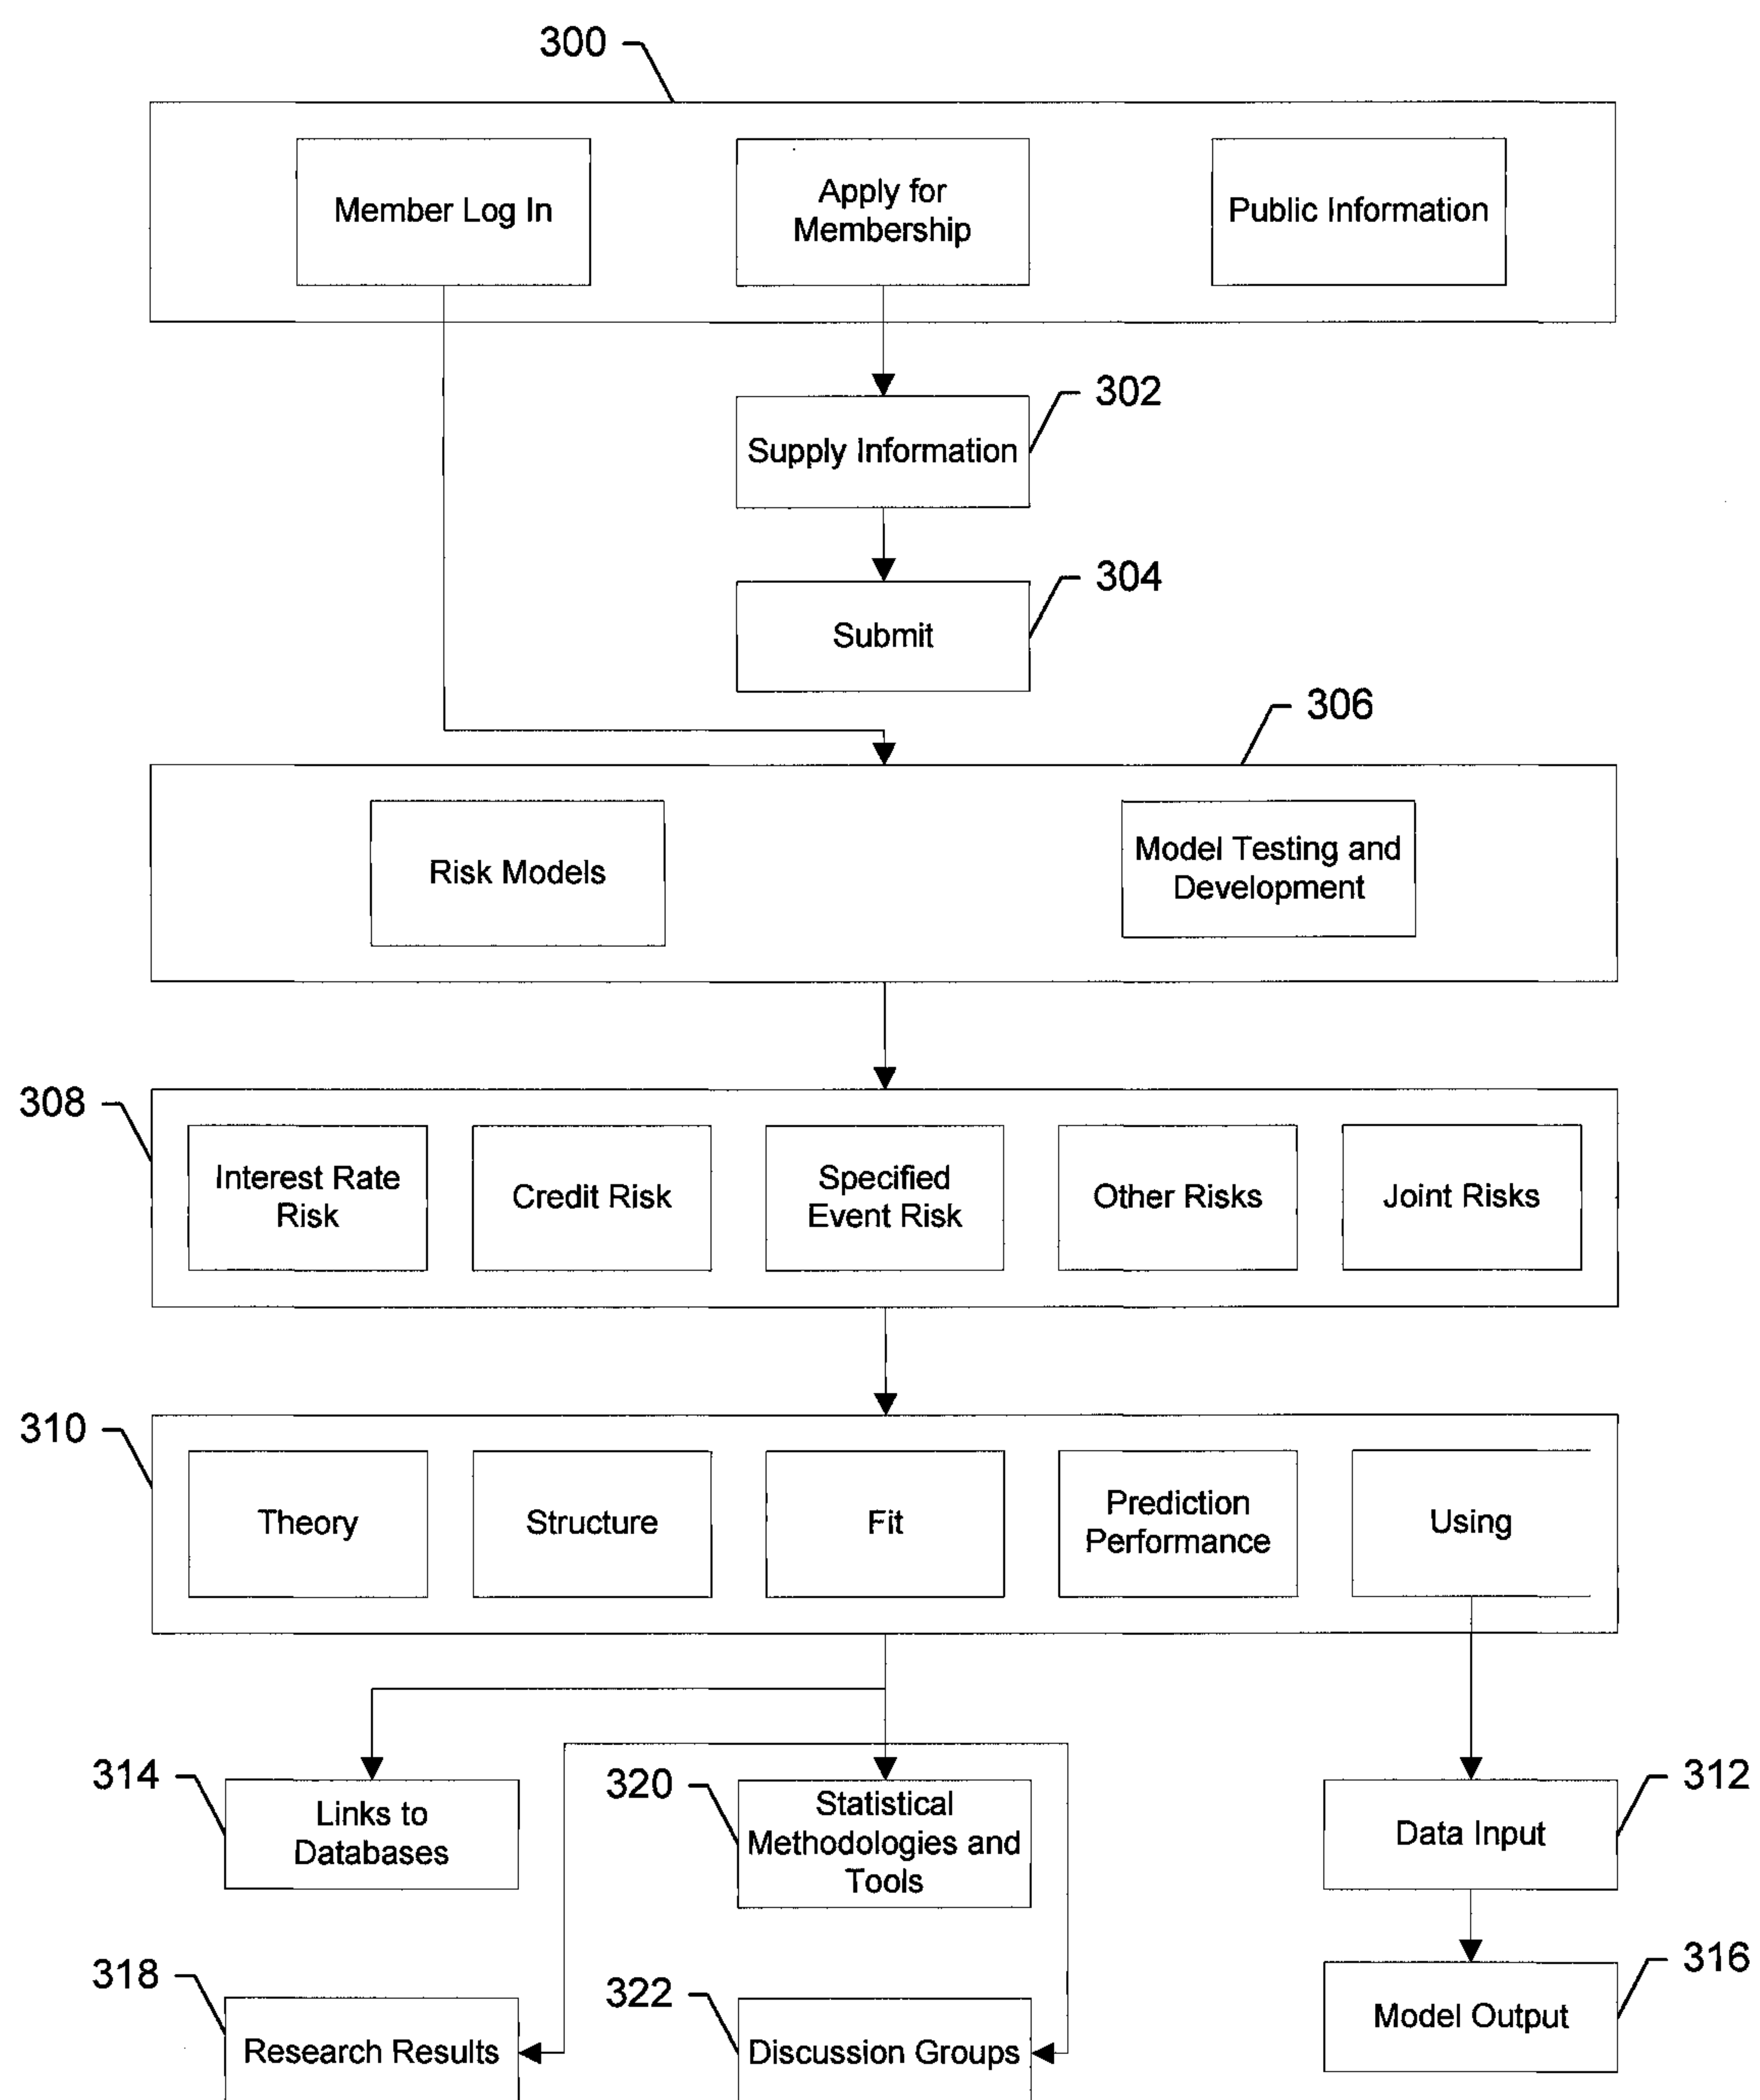 300
Member Log In
Apply for
Membership
Public Information
302
Supply Information
304
Submit
306
Risk Models
Model Testing and
Development
308
Interest Rate
Risk
Credit Risk
Specified
Event Risk
Other Risks
Joint Risks
310
Theory
Structure
Fit
Prediction
Performance
Using
314
Links to
Databases
320
Statistical
Methodologies and
Tools
312
Data Input
318
Research Results
322
Discussion Groups
316
Model Output